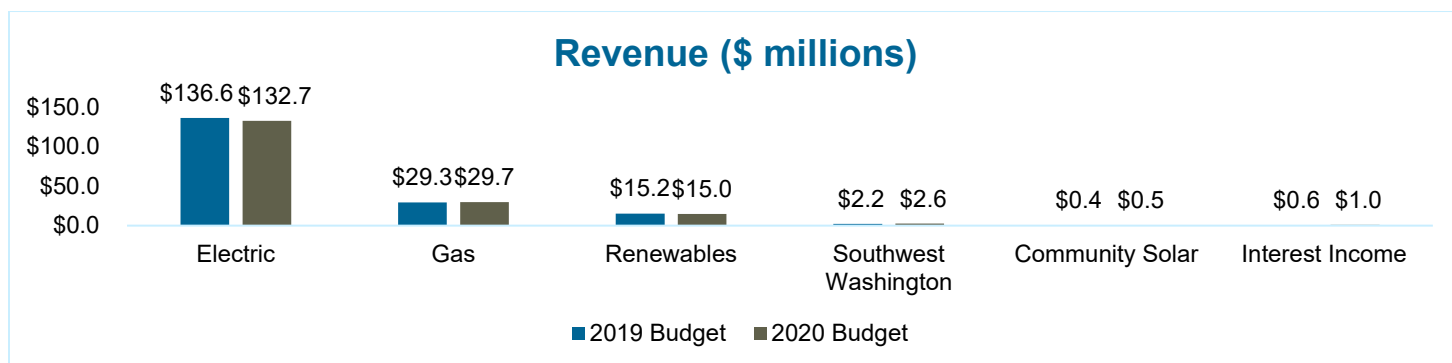 Revenue ($ millions)
$150.0
$100.0
$50.0
$0.0
$136.6 $132.7
$29.3 $29.7
$15.2 $15.0
$2.2 $2.6
$0.4 $0.5
$0.6 $1.0
Electric
Gas
Renewables
Southwest
Washington
Community Solar
Interest Income
2019 Budget 2020 Budget